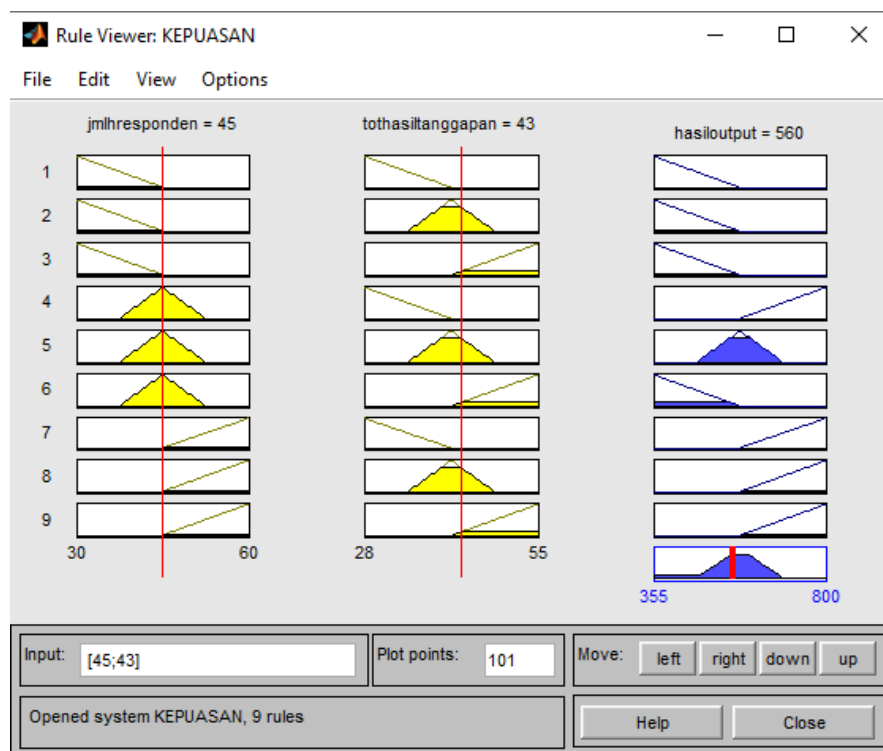 Rule Viewer: KEPUASAN
File Edit View Options
jmlhresponden = 45
tothasiltanggapan = 43
hasiloutput = 560
1
2
3
4
5
6
7
8
9
30 60
28 55
355 800
Input: [45;43]
Plot points: 101
Move: left right down up
Opened system KEPUASAN, 9 rules
Help Close